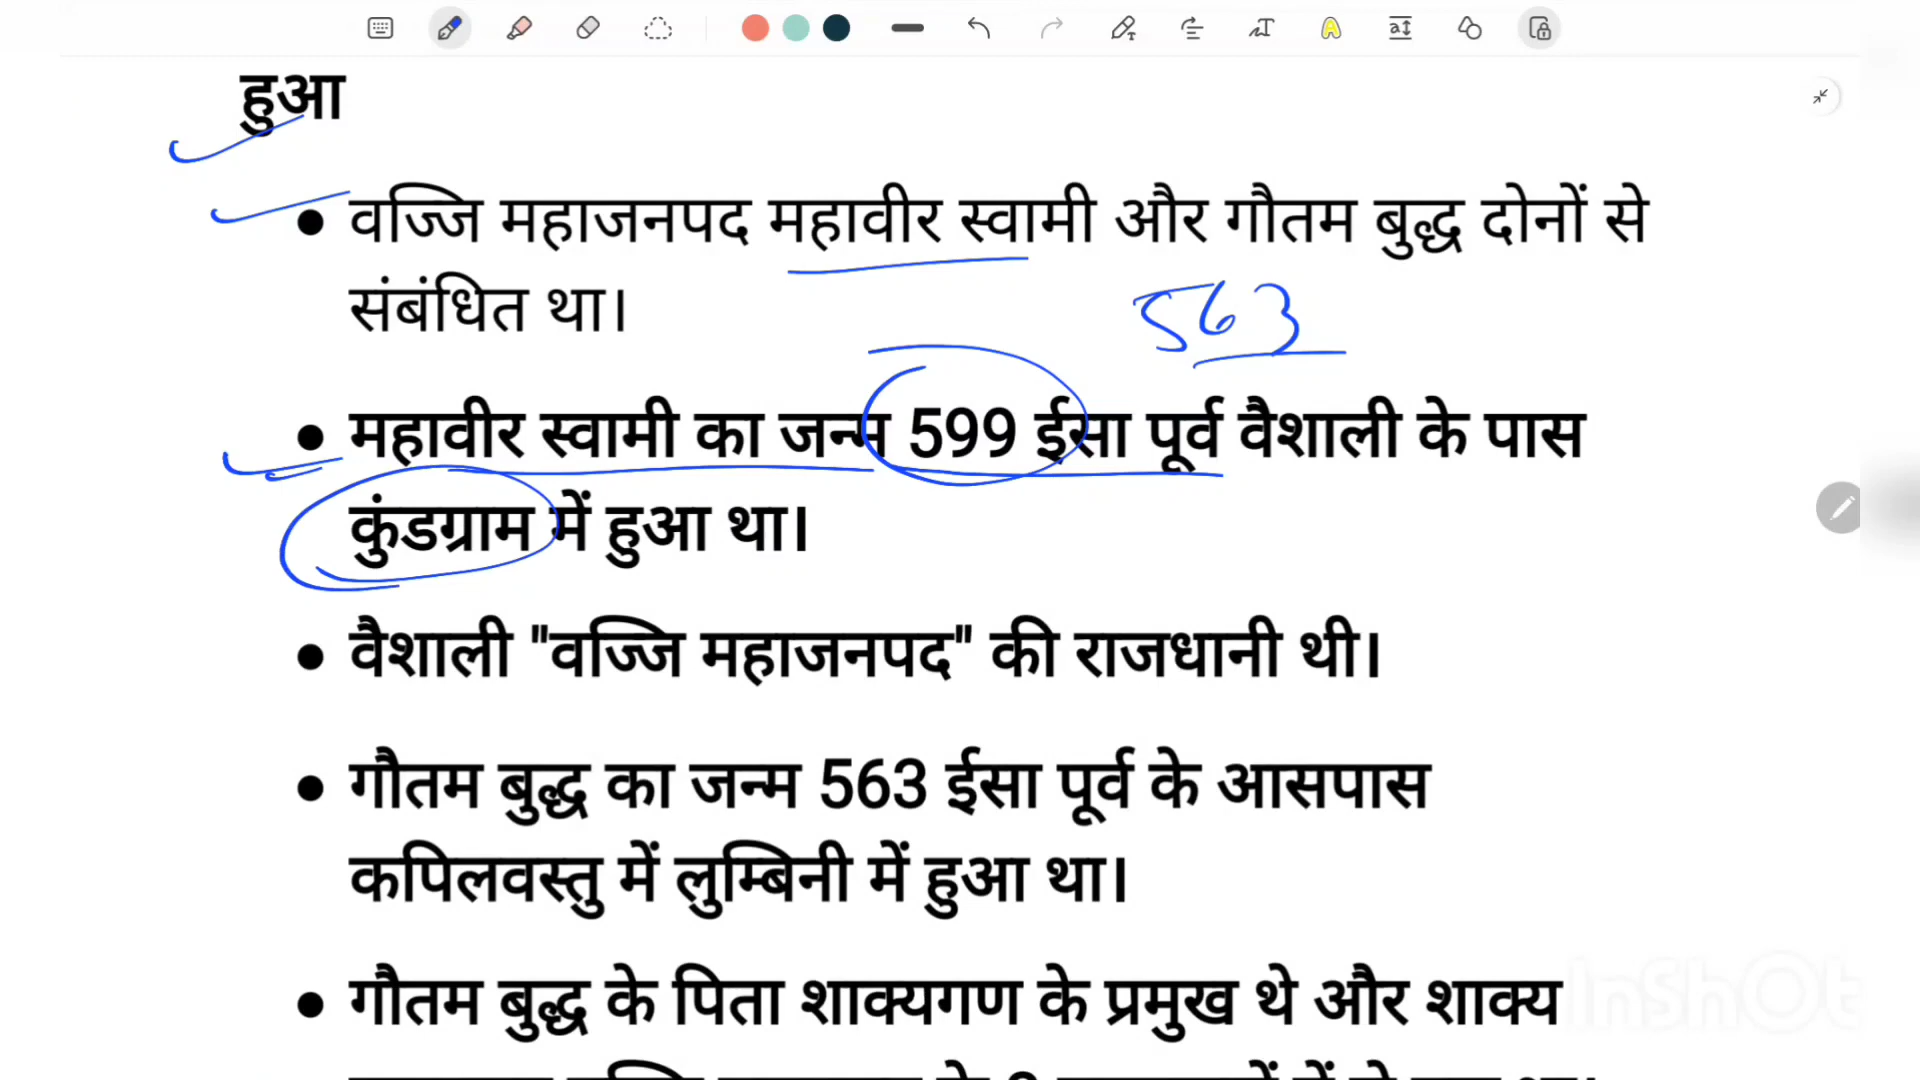 हुआ
● वज्जि महाजनपद महावीर स्वामी और गौतम बुद्ध दोनों से
संबंधित था।
563
● महावीर स्वामी का जन्म 599 ईसा पूर्व वैशाली के पास
कुंडग्राम में हुआ था।
● वैशाली "वज्जि महाजनपद" की राजधानी थी।
● गौतम बुद्ध का जन्म 563 ईसा पूर्व के आसपास
कपिलवस्तु में लुम्बिनी में हुआ था।
● गौतम बुद्ध के पिता शाक्यगण के प्रमुख थे और शाक्य
InShOt